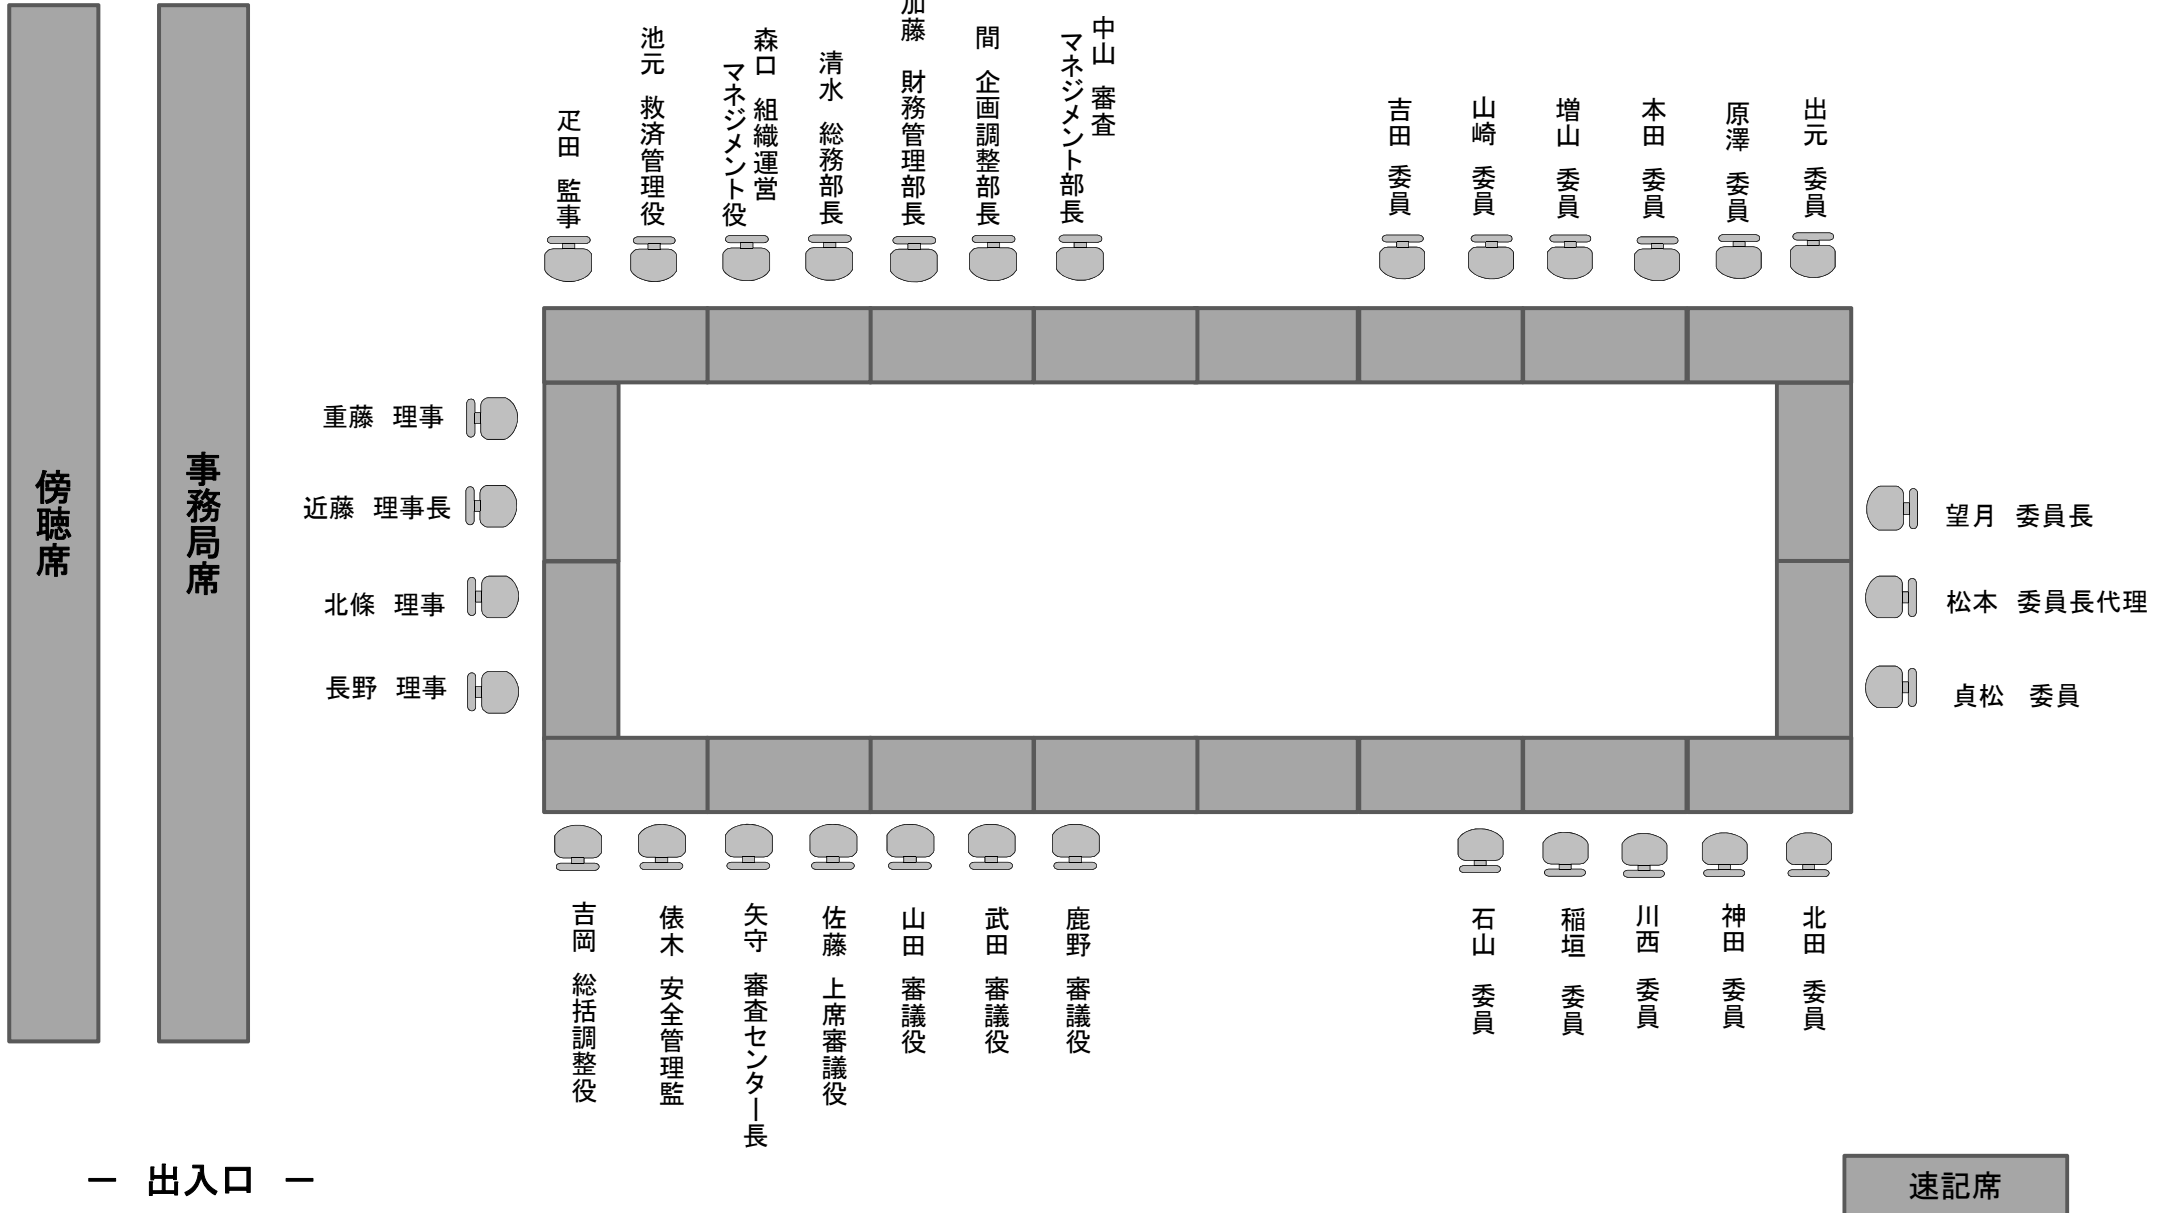 傍聴席
事務局席
疋田 監事
池元 救済管理役
森口 組織運営
マネジメント役
清水 総務部長
加藤 財務管理部長
間 企画調整部長
中山 審査
マネジメント部長
吉田 委員
山崎 委員
増山 委員
本田 委員
原澤 委員
出元 委員
重藤 理事
近藤 理事長
北條 理事
長野 理事
望月 委員長
松本 委員長代理
貞松 委員
吉岡 総括調整役
俵木 安全管理監
矢守 審査センター長
佐藤 上席審議役
山田 審議役
武田 審議役
鹿野 審議役
石山 委員
稲垣 委員
川西 委員
神田 委員
北田 委員
－ 出入口 －
速記席